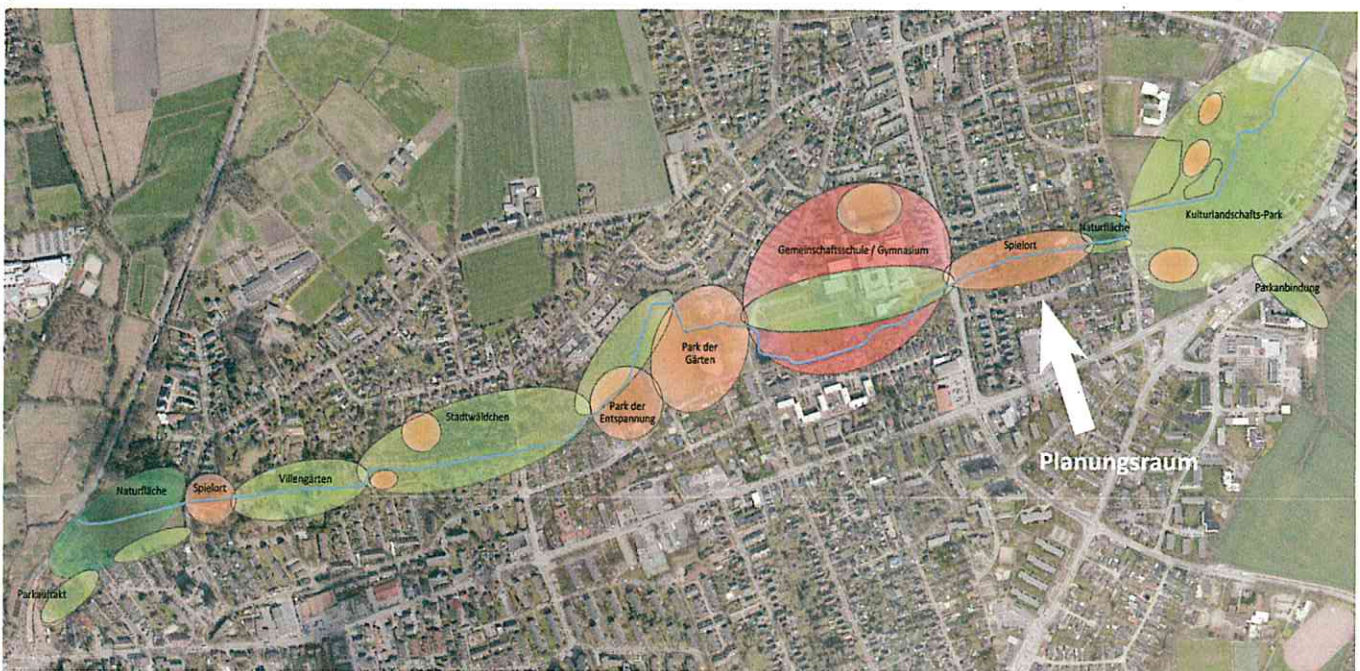 Kulturlandschafts-Park
Naturfläche
Gemeinschaftsschule / Gymnasium
Spielort
Parkanbindung
Park der
Gärten
Park der
Entspannung
Stadtwäldchen
Planungsraum
Villengärten
Spielort
Naturfläche
Parkauftakt